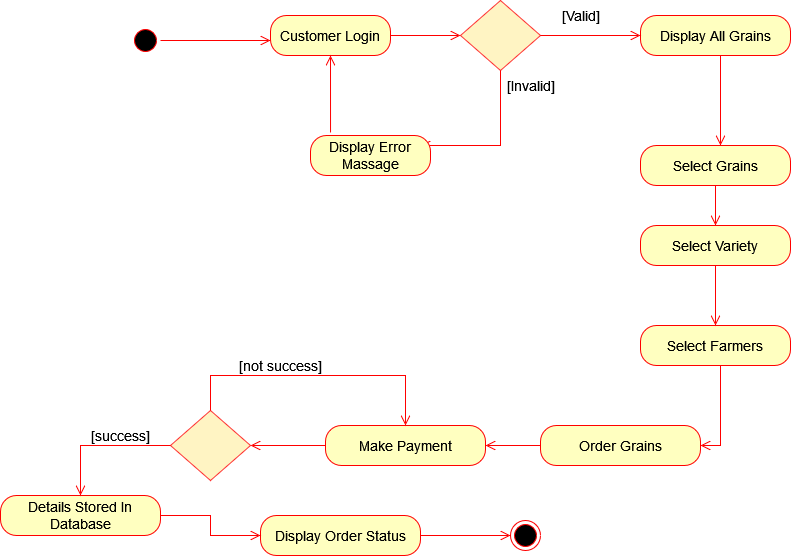 Customer Login
[Valid]
Display All Grains
[Invalid]
Display Error
Massage
Select Grains
Select Variety
Select Farmers
[not success]
[success]
Make Payment
Order Grains
Details Stored In
Database
Display Order Status